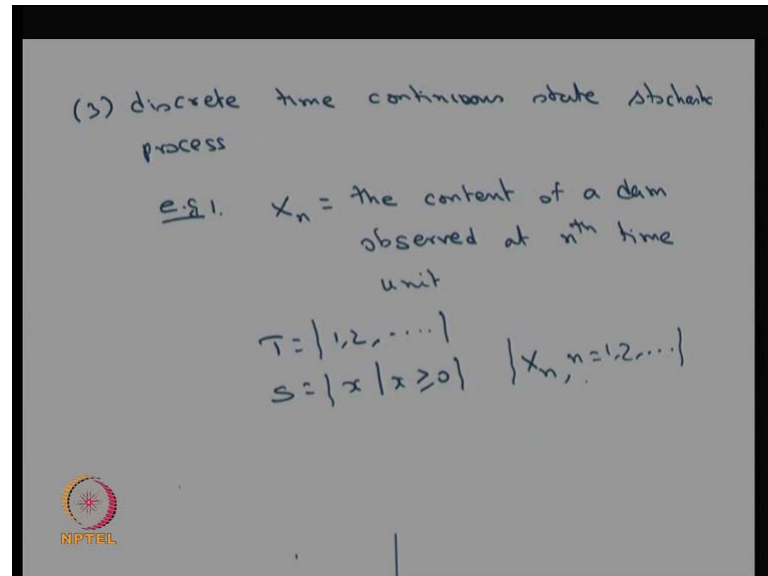 (3) discrete time continuous state stochastic
process
e.g 1. Xn = the content of a dam
observed at nth time
unit
T = {1,2, ....}
S = {x | x ≥ 0} {Xn, n = 1,2, ...}
NPTEL